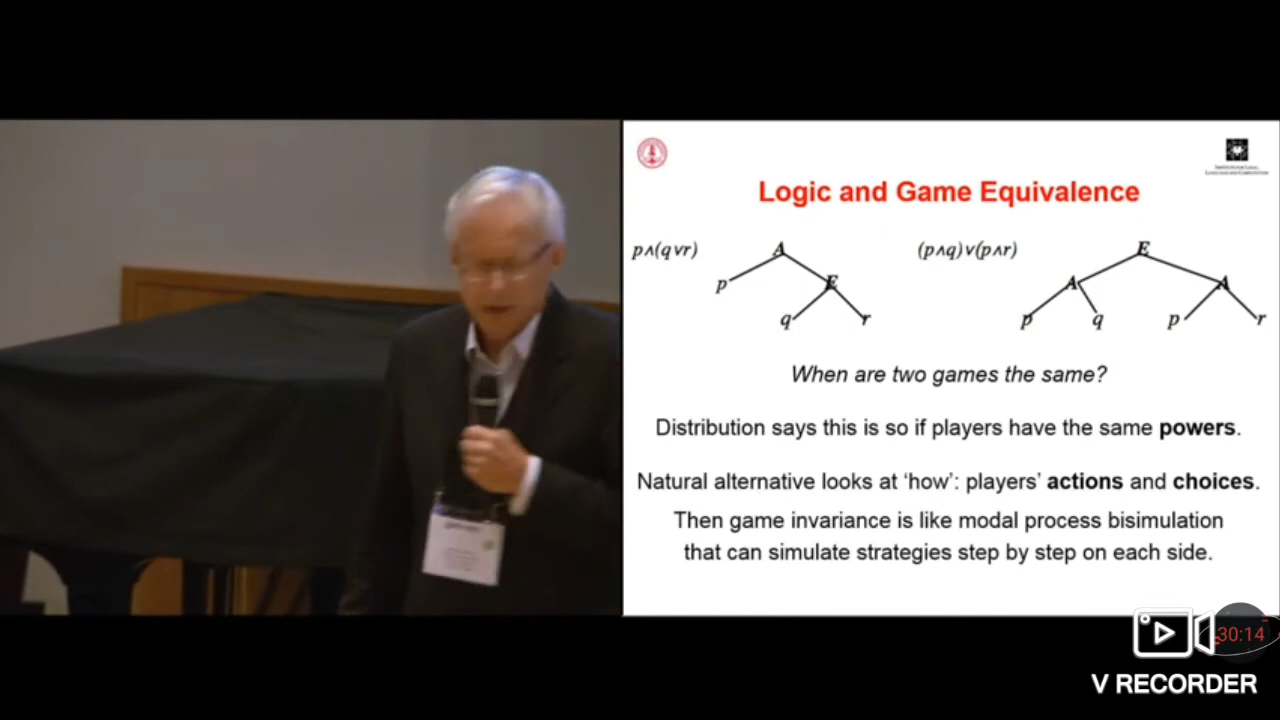 Logic and Game Equivalence
p∧(q∨r)
A
(p∧q)∨(p∧r)
E
p
E
A
A
q
r
p
q
p
r
When are two games the same?
Distribution says this is so if players have the same powers.
Natural alternative looks at ‘how’: players’ actions and choices.
Then game invariance is like modal process bisimulation
that can simulate strategies step by step on each side.
30:14
V RECORDER